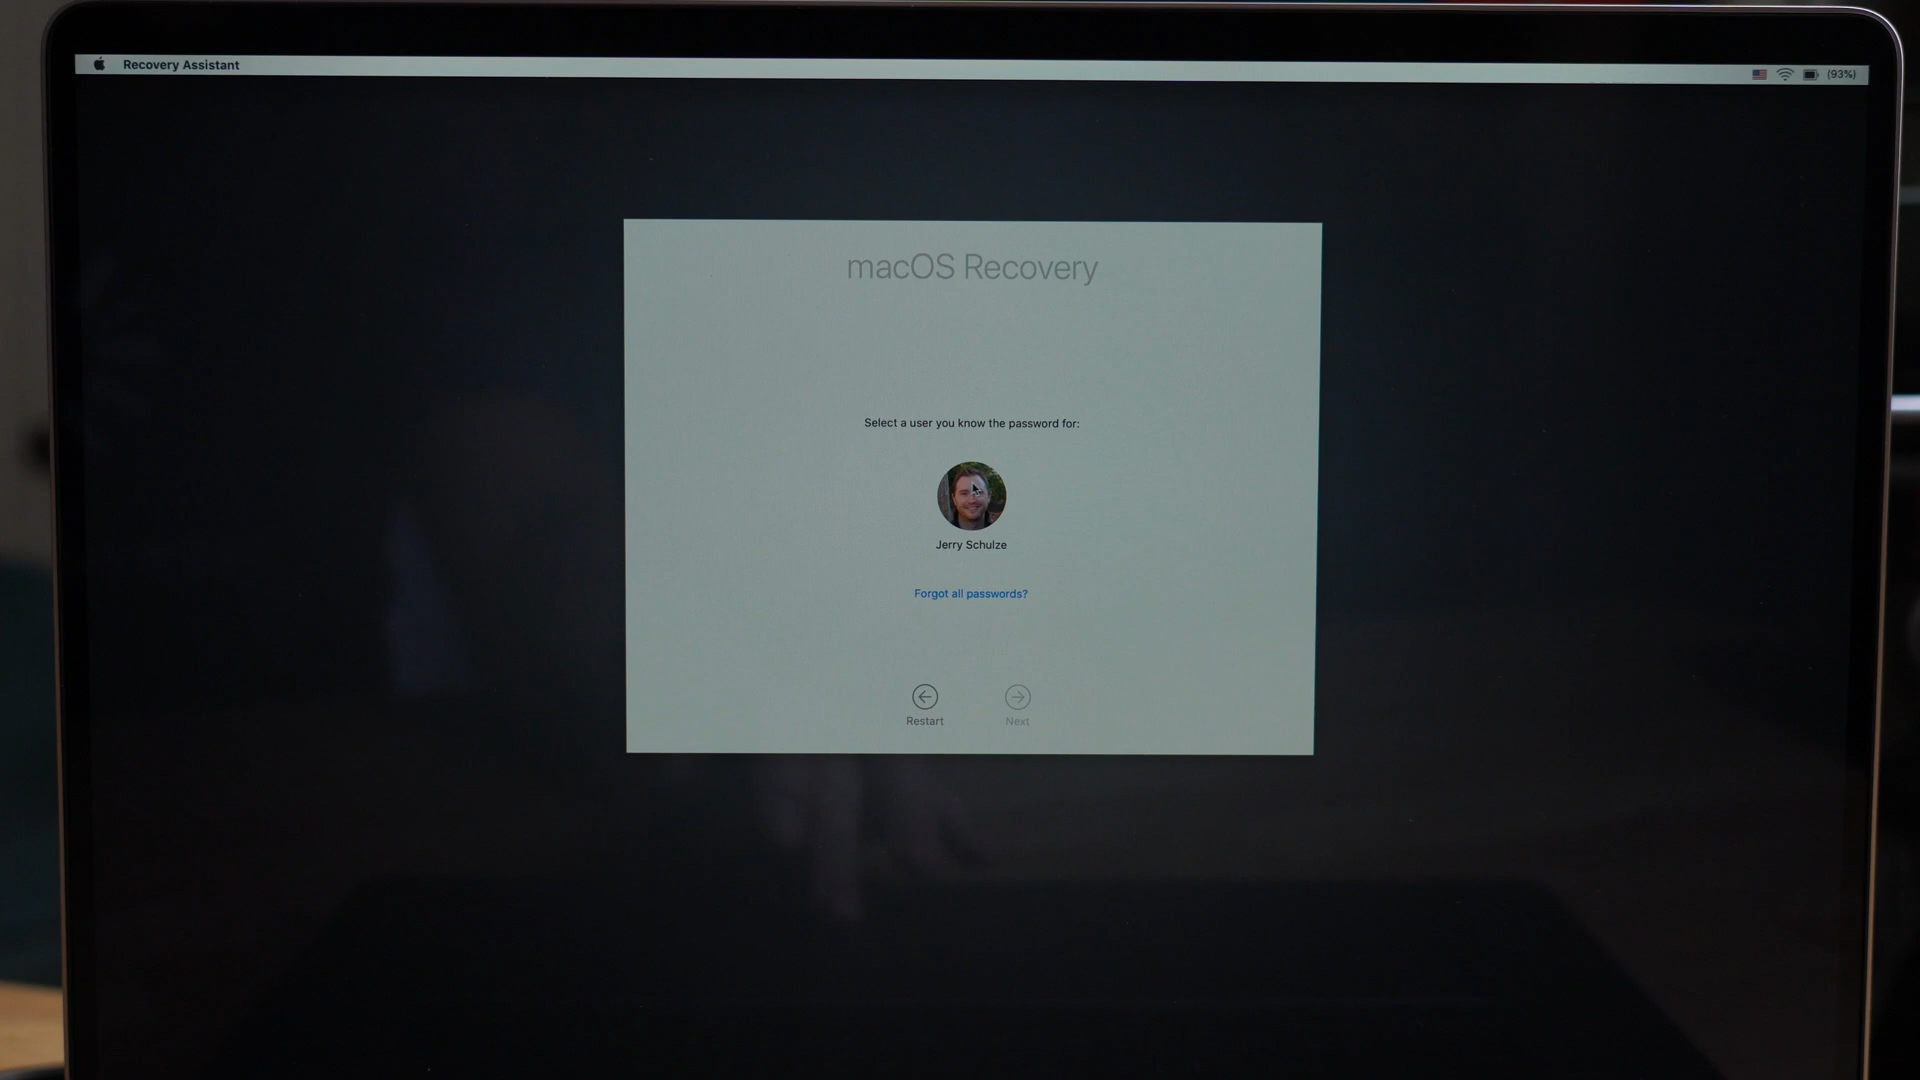 Recovery Assistant
(93%)
macOS Recovery
Select a user you know the password for:
Jerry Schulze
Forgot all passwords?
Restart
Next